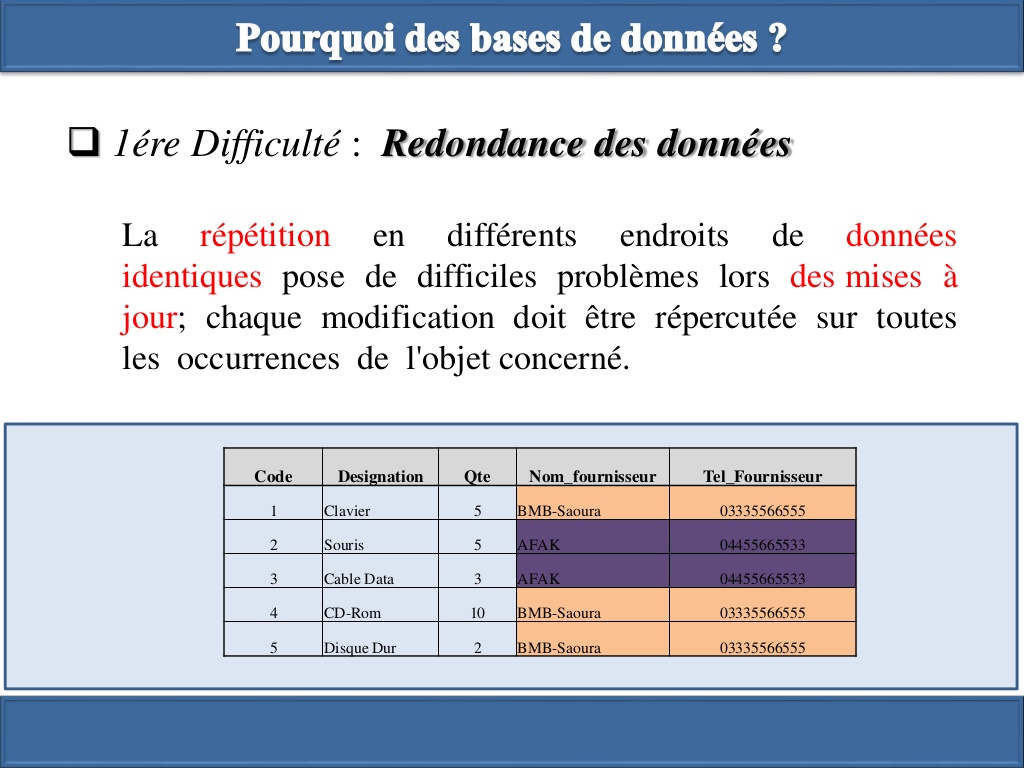 Pourquoi des bases de données ?
❑ 1ére Difficulté : Redondance des données
La répétition en différents endroits de données
identiques pose de difficiles problèmes lors des mises à
jour; chaque modification doit être répercutée sur toutes
les occurrences de l'objet concerné.
Code Designation Qte Nom_fournisseur Tel_Fournisseur
1 Clavier 5 BMB-Saoura 03335566555
2 Souris 5 AFAK 04455665533
3 Cable Data 3 AFAK 04455665533
4 CD-Rom 10 BMB-Saoura 03335566555
5 Disque Dur 2 BMB-Saoura 03335566555